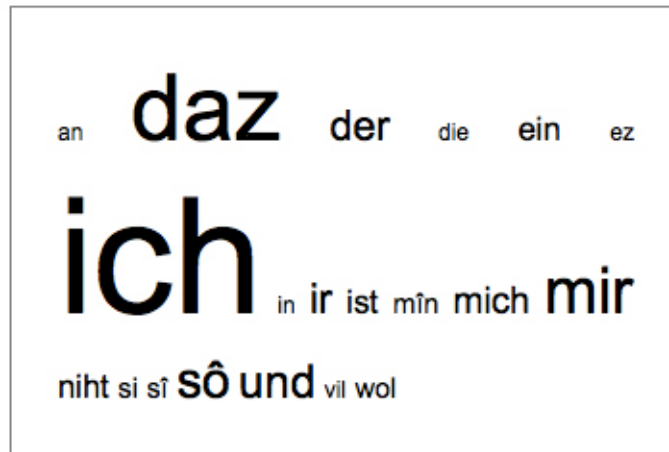 an daz der die ein ez
ich in ir ist mîn mich mir
niht si sî sô und vil wol